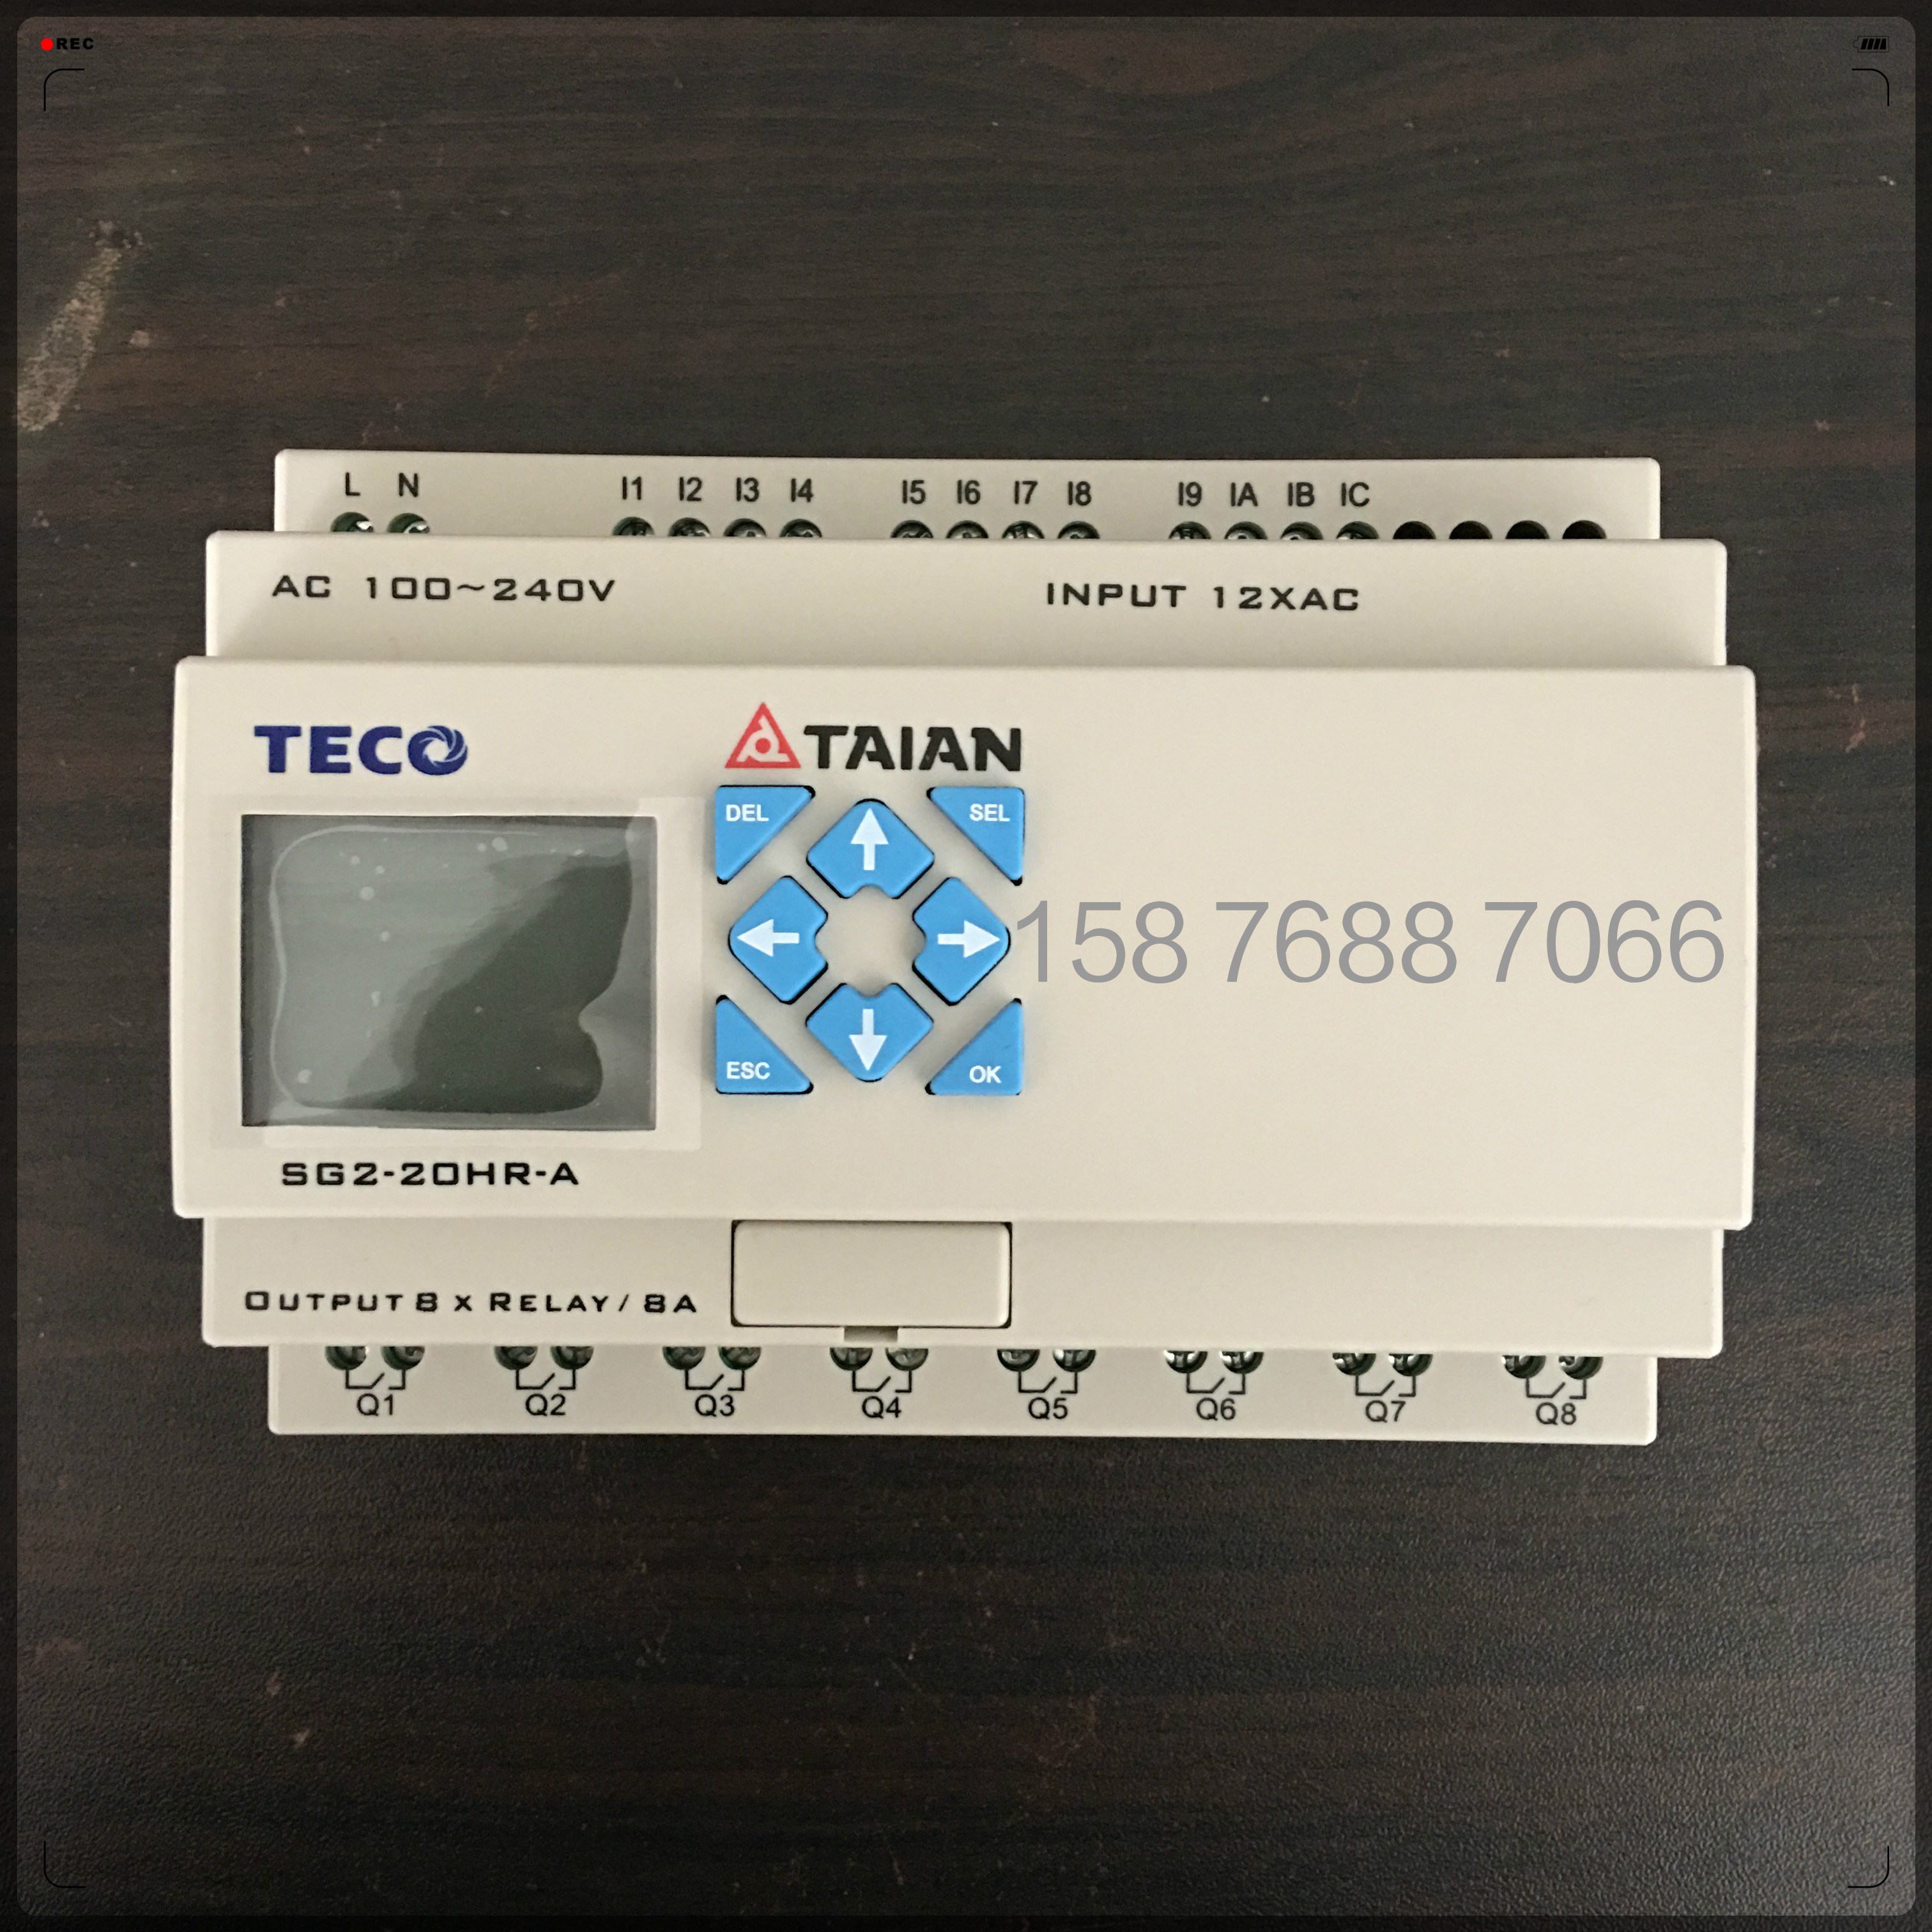 REC
L N I1 I2 I3 I4 I5 I6 I7 I8 I9 IA IB IC
AC 100~240V INPUT 12XAC
TECO TAIAN
DEL SEL
158 7688 7066
ESC OK
SG2-20HR-A
OUTPUT 8 X RELAY / 8A
Q1 Q2 Q3 Q4 Q5 Q6 Q7 Q8